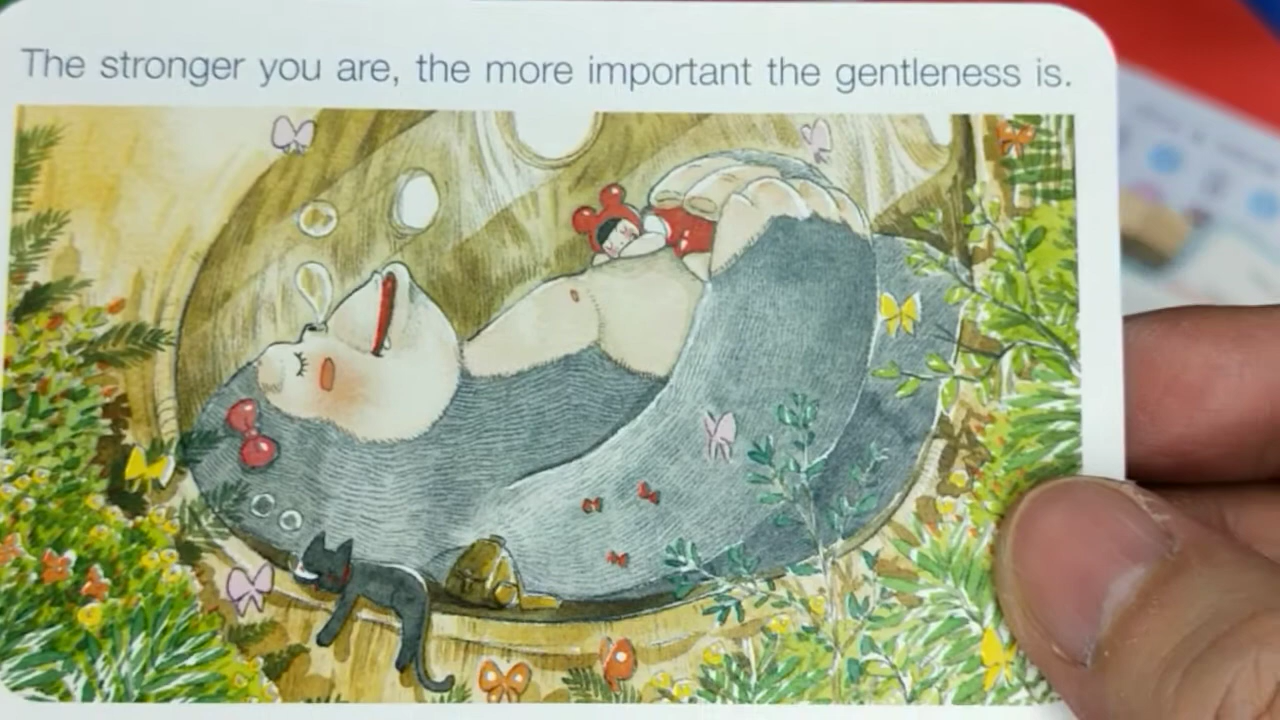 The stronger you are, the more important the gentleness is.